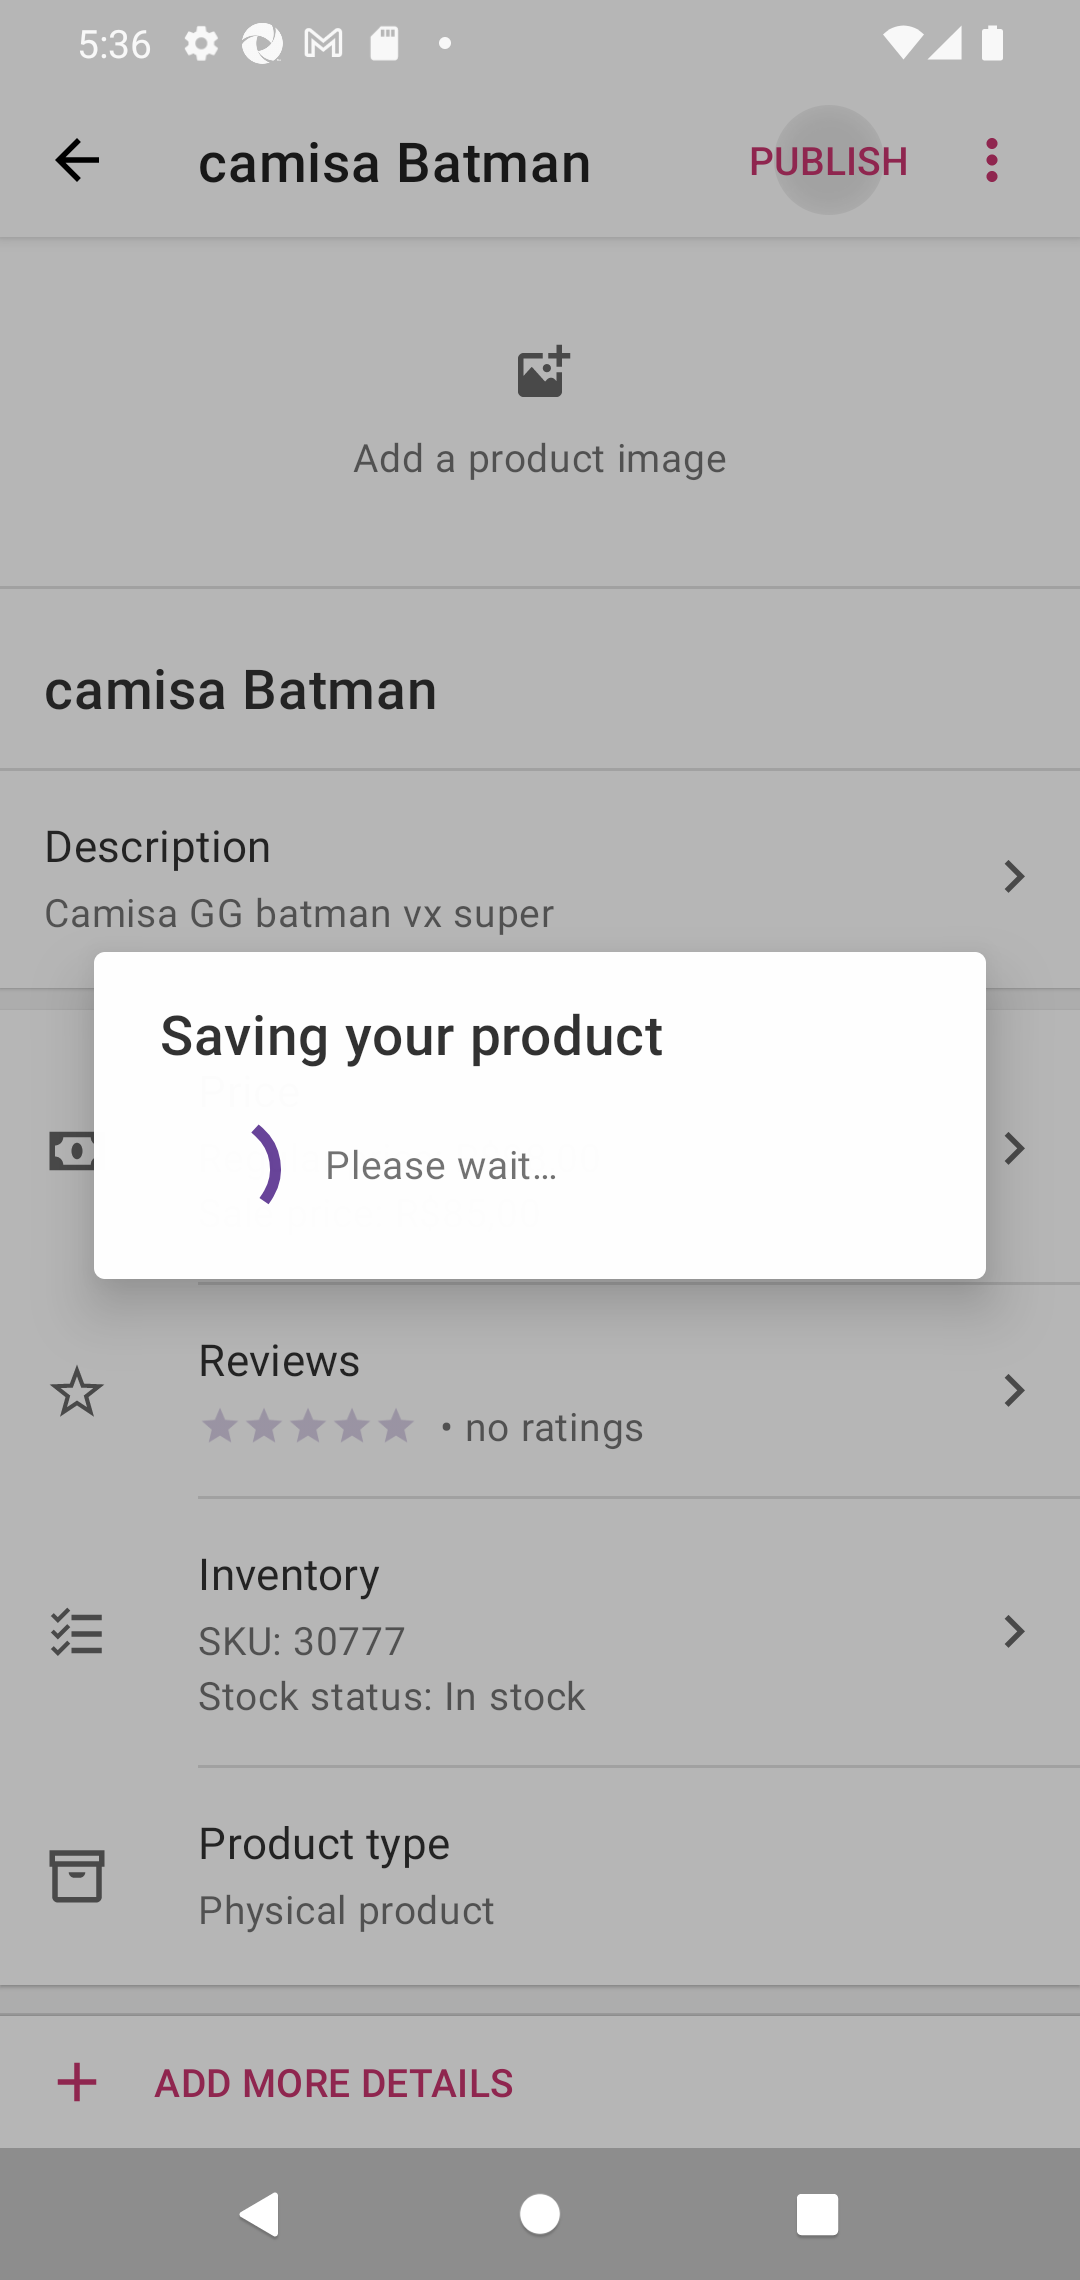 5:36
camisa Batman
PUBLISH
Add a product image
camisa Batman
Description
Camisa GG batman vx super
Saving your product
Price
Please wait...
Reviews
• no ratings
Inventory
SKU: 30777
Stock status: In stock
Product type
Physical product
ADD MORE DETAILS